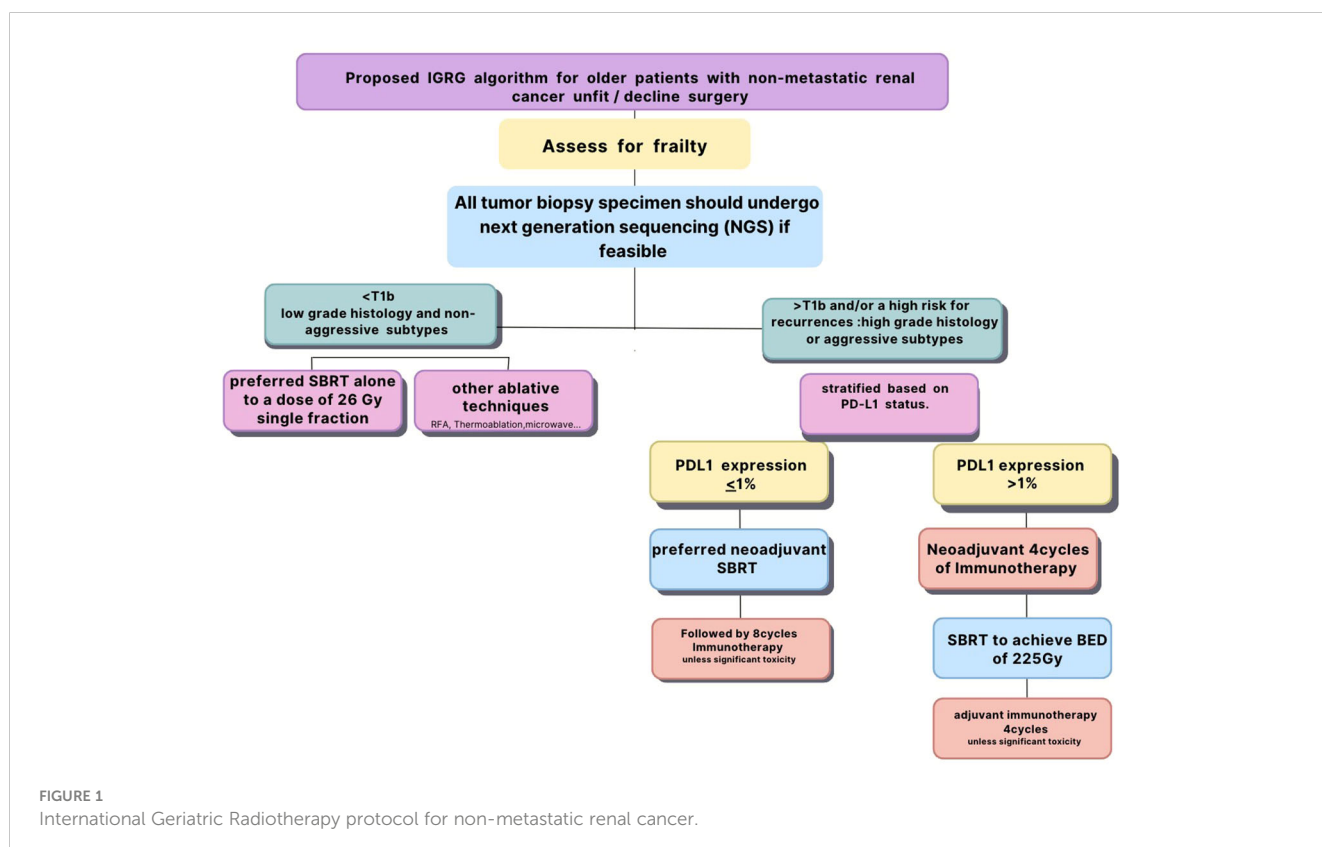 Proposed IGRG algorithm for older patients with non-metastatic renal
cancer unfit / decline surgery
Assess for frailty
All tumor biopsy specimen should undergo
next generation sequencing (NGS) if
feasible
<T1b
low grade histology and non-
aggressive subtypes
>T1b and/or a high risk for
recurrences :high grade histology
or aggressive subtypes
preferred SBRT alone
to a dose of 26 Gy
single fraction
other ablative
techniques
RFA, Thermoablation,microwave...
stratified based on
PD-L1 status.
PDL1 expression
≤1%
PDL1 expression
>1%
preferred neoadjuvant
SBRT
Neoadjuvant 4cycles
of Immunotherapy
Followed by 8cycles
Immunotherapy
unless significant toxicity
SBRT to achieve BED
of 225Gy
adjuvant immunotherapy
4cycles
unless significant toxicity
FIGURE 1
International Geriatric Radiotherapy protocol for non-metastatic renal cancer.